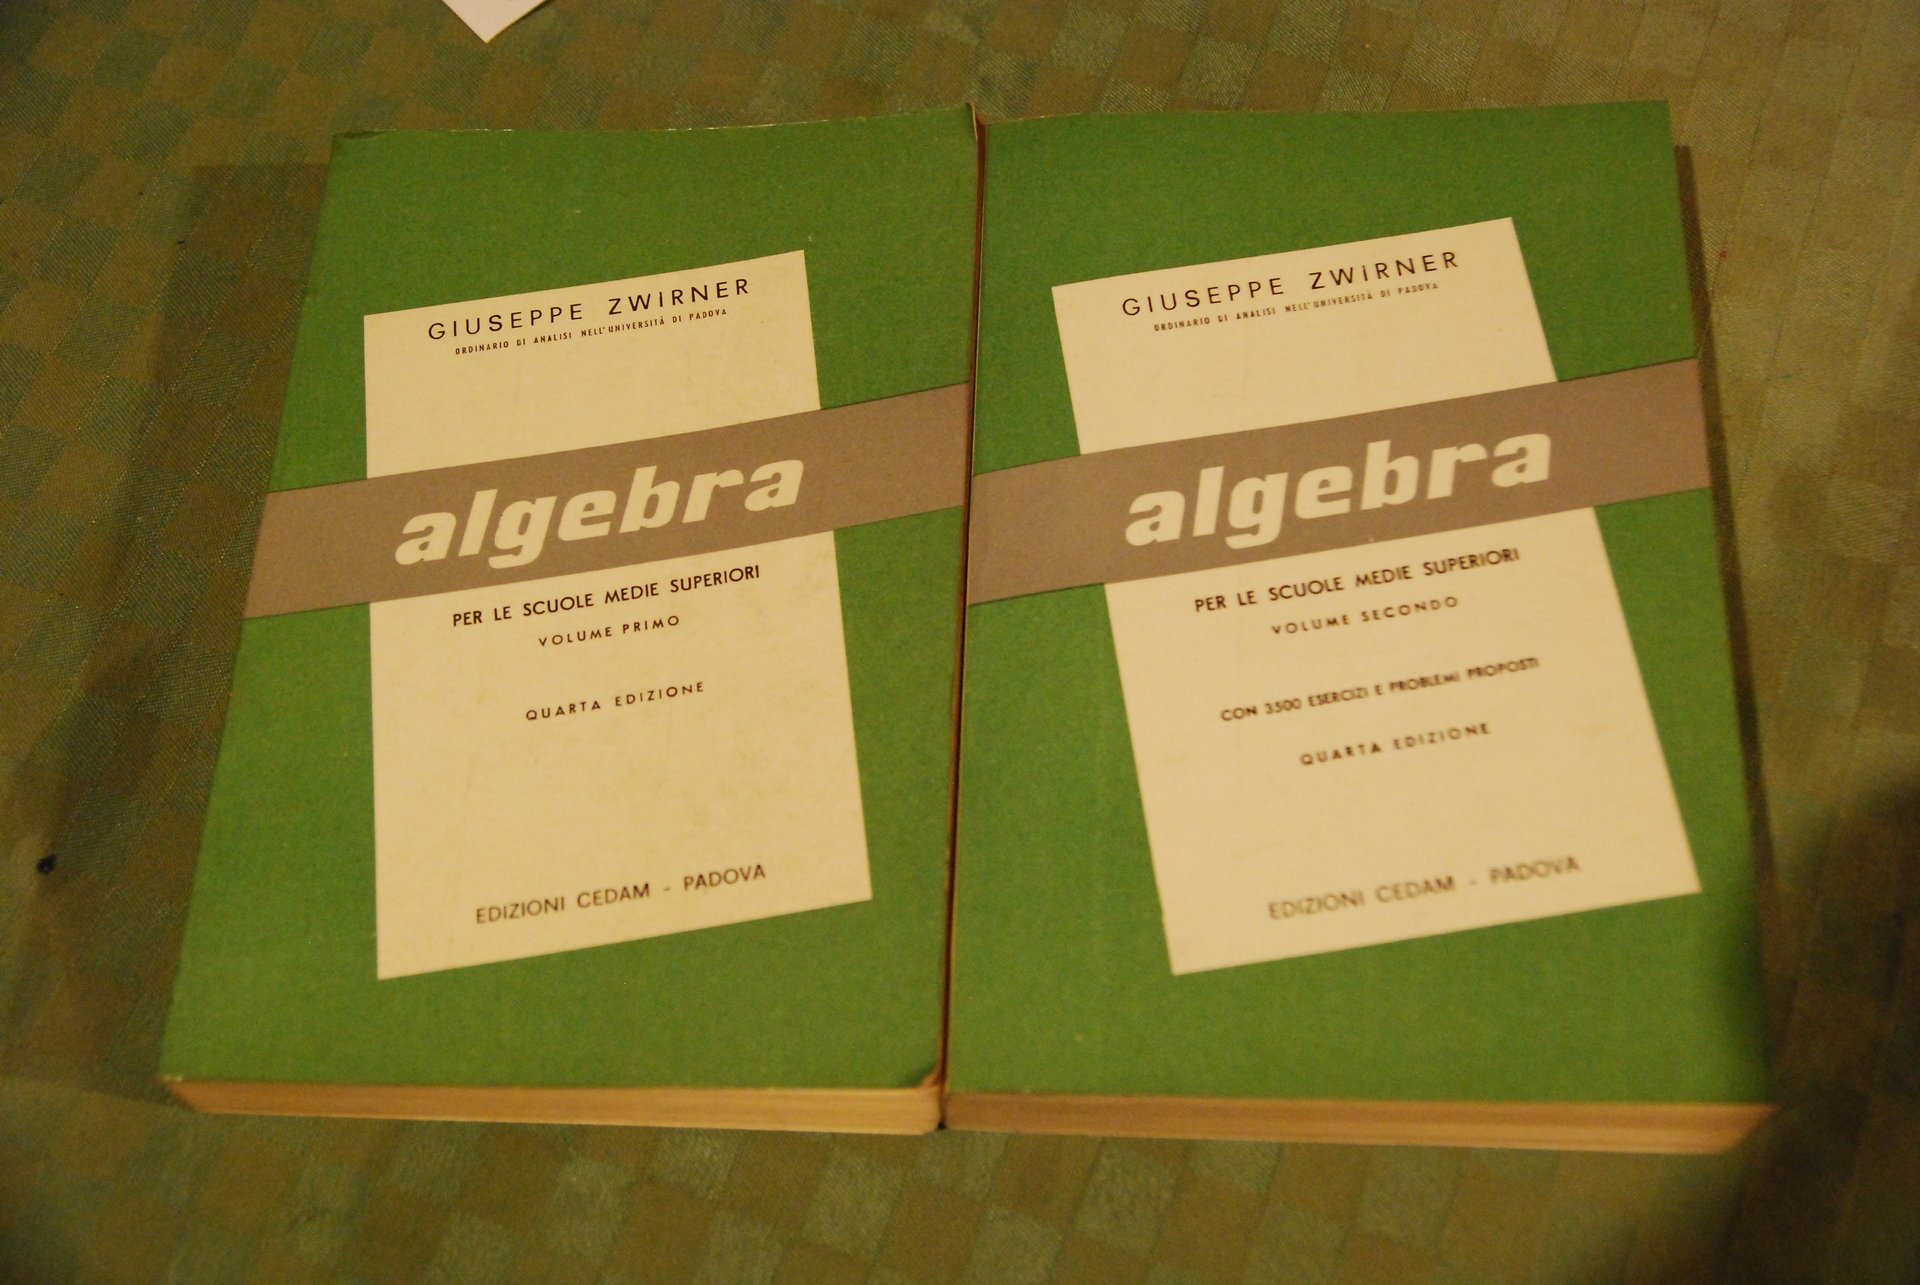 GIUSEPPE ZWIRNER
ORDINARIO DI ANALISI NELL'UNIVERSITÀ DI PADOVA
algebra
PER LE SCUOLE MEDIE SUPERIORI
VOLUME PRIMO
QUARTA EDIZIONE
EDIZIONI CEDAM - PADOVA
GIUSEPPE ZWIRNER
ORDINARIO DI ANALISI NELL'UNIVERSITÀ DI PADOVA
algebra
PER LE SCUOLE MEDIE SUPERIORI
VOLUME SECONDO
CON 3500 ESERCIZI E PROBLEMI PROPOSTI
QUARTA EDIZIONE
EDIZIONI CEDAM - PADOVA